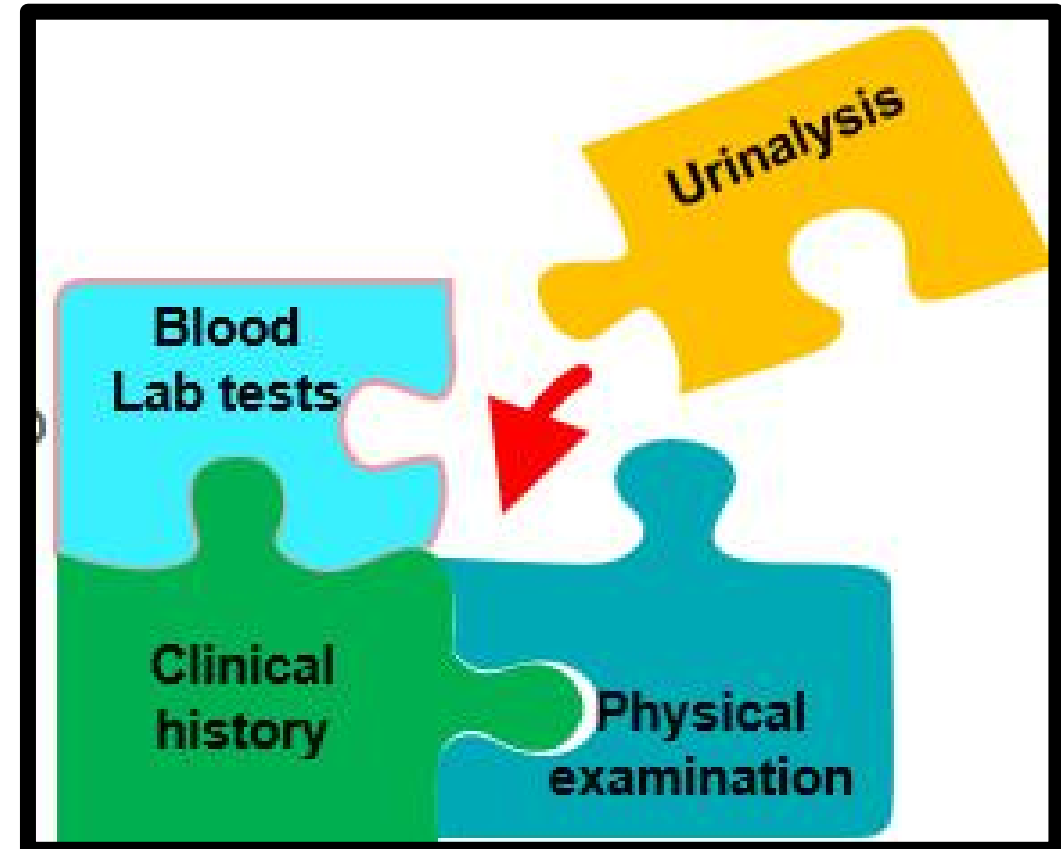 Urinalysis
Blood
Lab tests
Clinical
history
Physical
examination